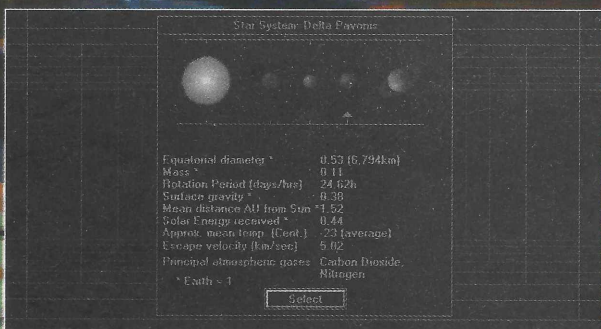 Star System: Delta Pavonis
Equatorial diameter * 0.53 (6,794km)
Mass * 0.11
Rotation Period (days/hrs) 24.62h
Surface gravity * 0.38
Mean distance AU from Sun * 1.52
Solar Energy received * 0.44
Approx. mean temp. (Cent.) -23 (average)
Escape velocity (km/sec) 5.02
Principal atmospheric gases Carbon Dioxide,
Nitrogen
* Earth = 1
Select